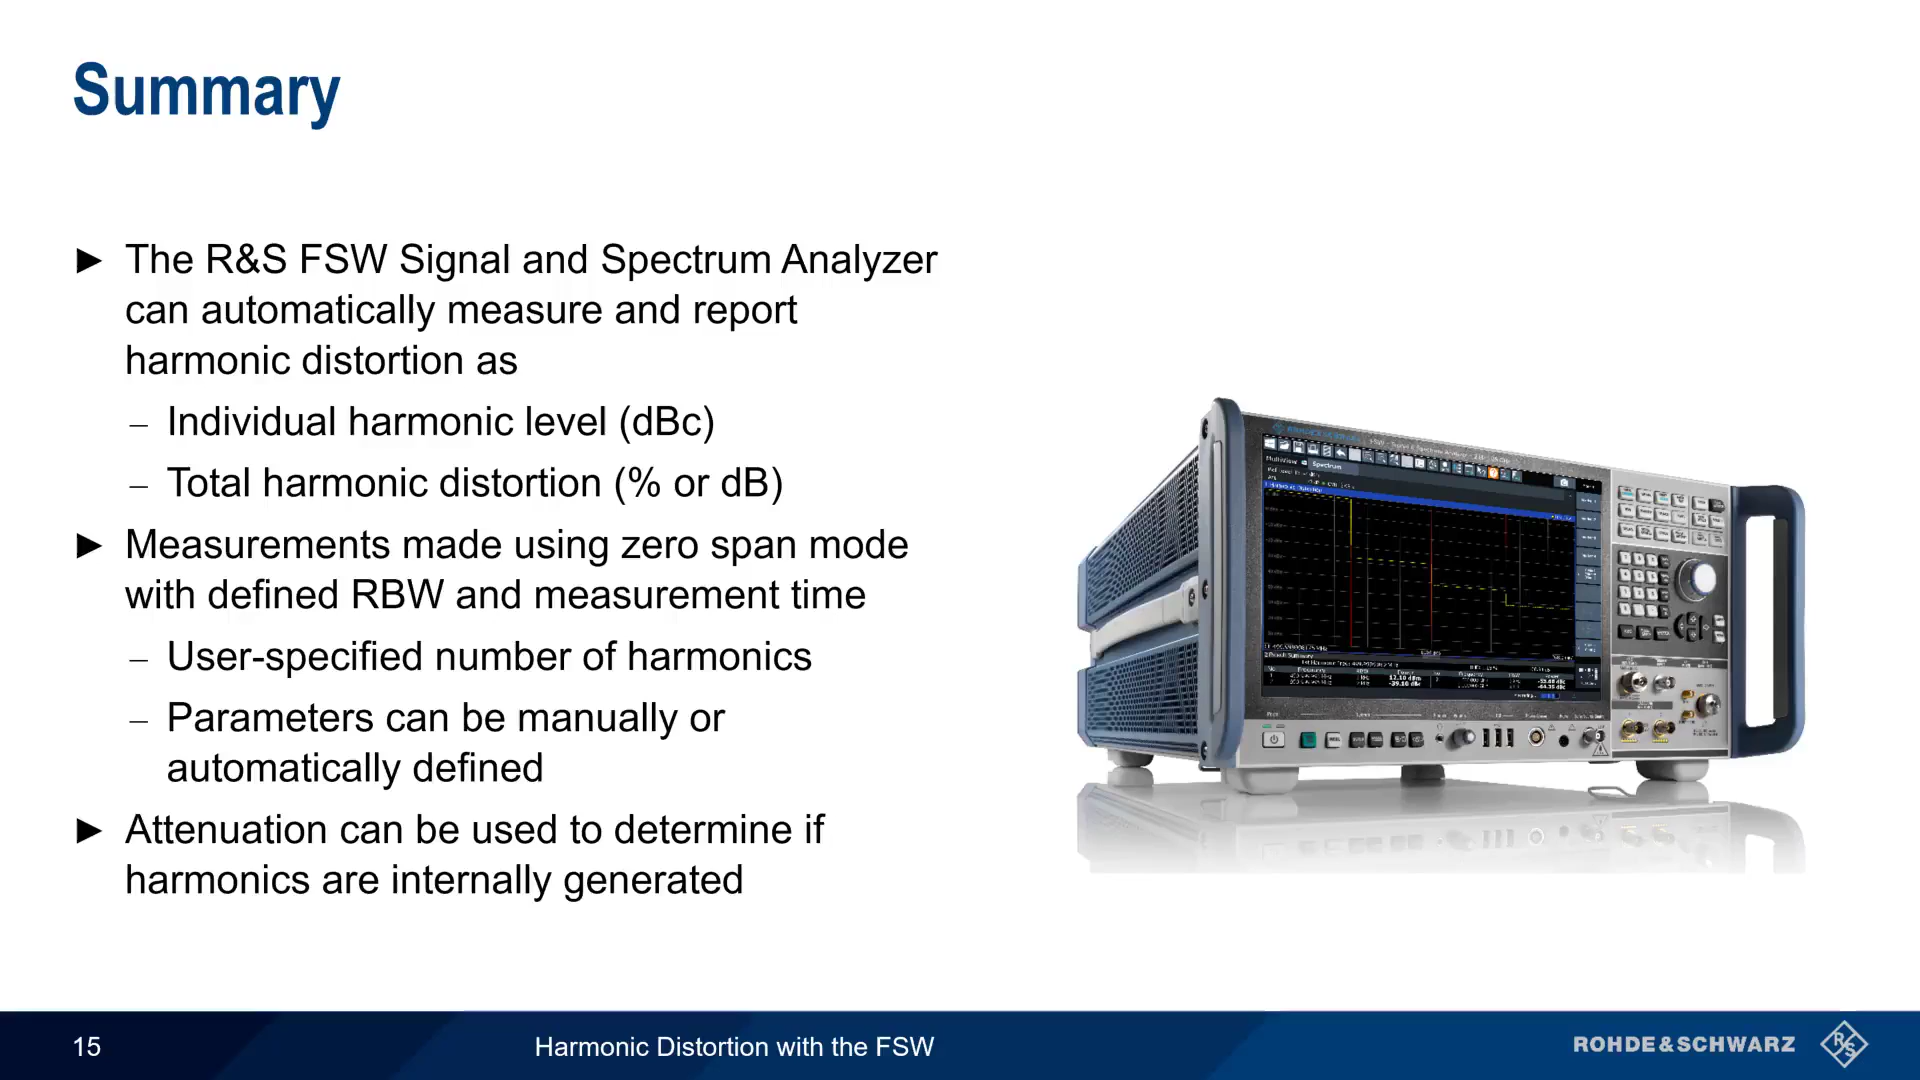 Summary
► The R&S FSW Signal and Spectrum Analyzer
can automatically measure and report
harmonic distortion as
– Individual harmonic level (dBc)
– Total harmonic distortion (% or dB)
► Measurements made using zero span mode
with defined RBW and measurement time
– User-specified number of harmonics
– Parameters can be manually or
automatically defined
► Attenuation can be used to determine if
harmonics are internally generated
MultiView
Spectrum
15
Harmonic Distortion with the FSW
ROHDE&SCHWARZ
R&S